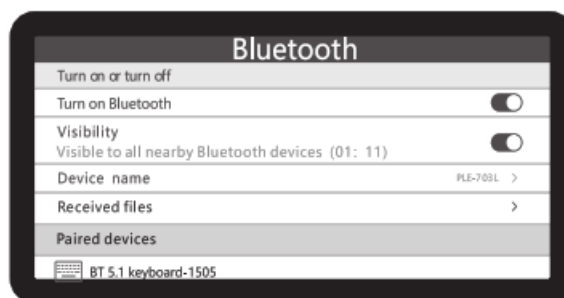 Bluetooth
Turn on or turn off
Turn on Bluetooth
Visibility
Visible to all nearby Bluetooth devices (01: 11)
Device name PLE-703L >
Received files >
Paired devices
BT 5.1 keyboard-1505